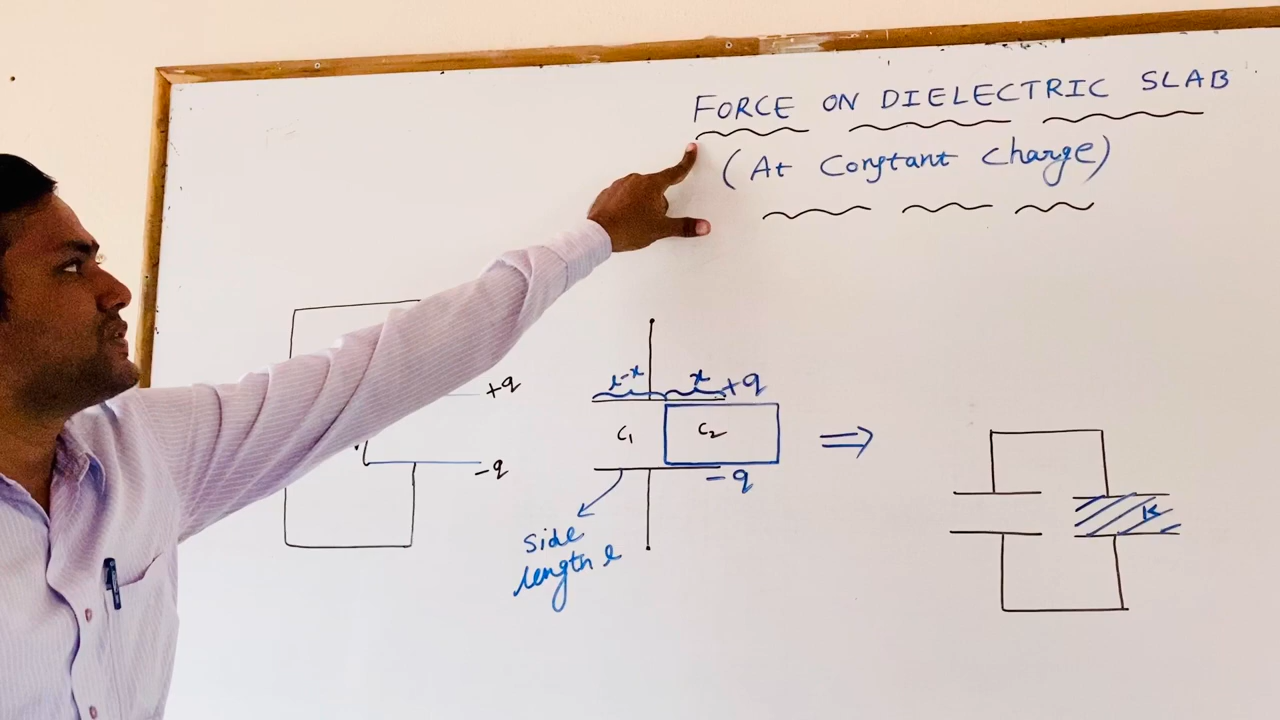 FORCE ON DIELECTRIC SLAB
(At Constant Charge)
+q
-q
l-x
x
+q
C1
C2
-q
Side
length l
K